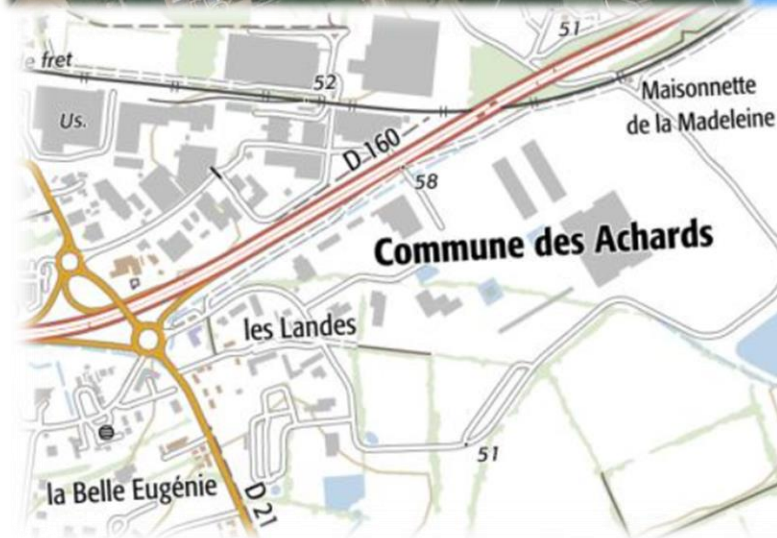 51
e fret
52
Maisonnette
de la Madeleine
Us.
D 160
58
Commune des Achards
les Landes
51
la Belle Eugénie
D 21